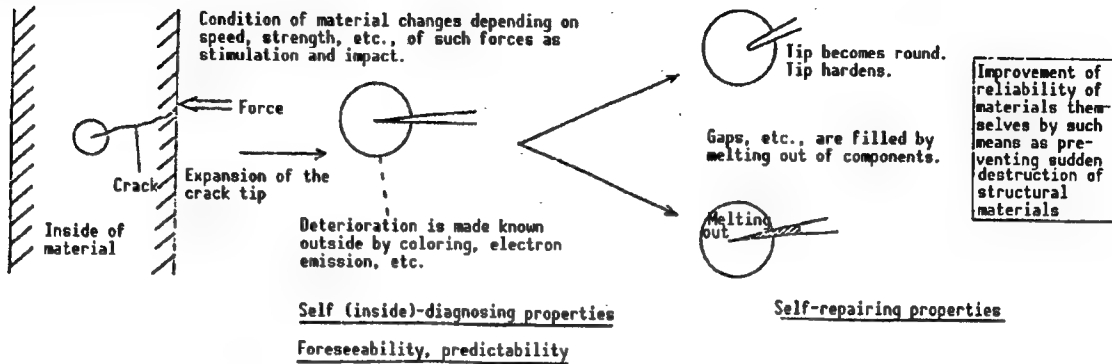 Condition of material changes depending on
speed, strength, etc., of such forces as
stimulation and impact.
Force
Crack
Inside of
material
Expansion of the
crack tip
Deterioration is made known
outside by coloring, electron
emission, etc.
Self (inside)-diagnosing properties
Foreseeability, predictability
Tip becomes round.
Tip hardens.
Gaps, etc., are filled by
melting out of components.
Melting
out
Self-repairing properties
Improvement of
reliability of
materials them-
selves by such
means as pre-
venting sudden
destruction of
structural
materials